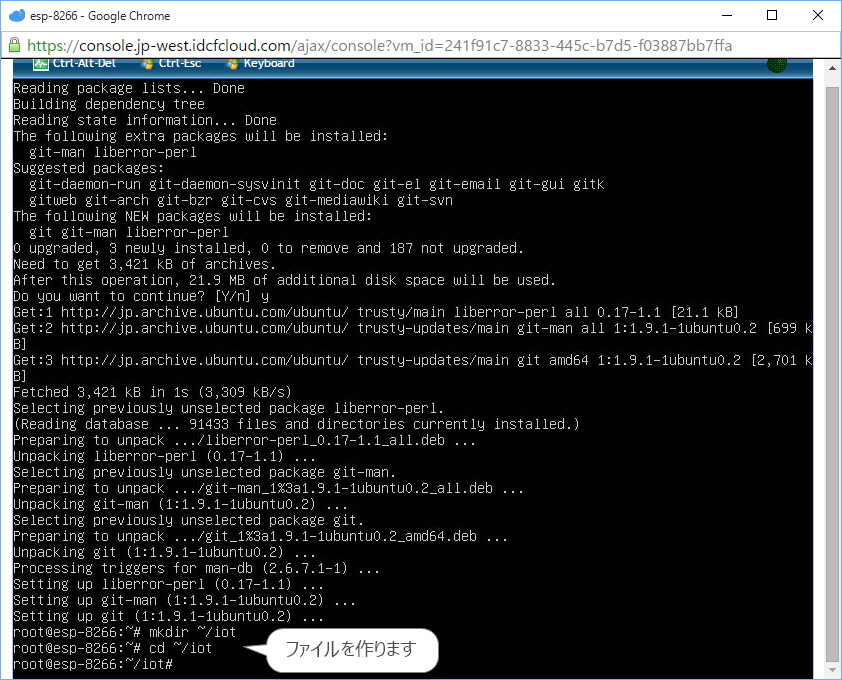 esp-8266 - Google Chrome
https://console.jp-west.idcfcloud.com/ajax/console?vm_id=241f91c7-8833-445c-b7d5-f03887bb7ffa
Ctrl-Alt-Del Ctrl-Esc Keyboard
Reading package lists... Done
Building dependency tree
Reading state information... Done
The following extra packages will be installed:
  git-man liberror-perl
Suggested packages:
  git-daemon-run git-daemon-sysvinit git-doc git-el git-email git-gui gitk
  gitweb git-arch git-bzr git-cvs git-mediawiki git-svn
The following NEW packages will be installed:
  git git-man liberror-perl
0 upgraded, 3 newly installed, 0 to remove and 187 not upgraded.
Need to get 3,421 kB of archives.
After this operation, 21.9 MB of additional disk space will be used.
Do you want to continue? [Y/n] y
Get:1 http://jp.archive.ubuntu.com/ubuntu/ trusty/main liberror-perl all 0.17-1.1 [21.1 kB]
Get:2 http://jp.archive.ubuntu.com/ubuntu/ trusty-updates/main git-man all 1:1.9.1-1ubuntu0.2 [699 k
B]
Get:3 http://jp.archive.ubuntu.com/ubuntu/ trusty-updates/main git amd64 1:1.9.1-1ubuntu0.2 [2,701 k
B]
Fetched 3,421 kB in 1s (3,309 kB/s)
Selecting previously unselected package liberror-perl.
(Reading database ... 91433 files and directories currently installed.)
Preparing to unpack .../liberror-perl_0.17-1.1_all.deb ...
Unpacking liberror-perl (0.17-1.1) ...
Selecting previously unselected package git-man.
Preparing to unpack .../git-man_1%3a1.9.1-1ubuntu0.2_all.deb ...
Unpacking git-man (1:1.9.1-1ubuntu0.2) ...
Selecting previously unselected package git.
Preparing to unpack .../git_1%3a1.9.1-1ubuntu0.2_amd64.deb ...
Unpacking git (1:1.9.1-1ubuntu0.2) ...
Processing triggers for man-db (2.6.7.1-1) ...
Setting up liberror-perl (0.17-1.1) ...
Setting up git-man (1:1.9.1-1ubuntu0.2) ...
Setting up git (1:1.9.1-1ubuntu0.2) ...
root@esp-8266:~# mkdir ~/iot
root@esp-8266:~# cd ~/iot
root@esp-8266:~/iot#
ファイルを作ります